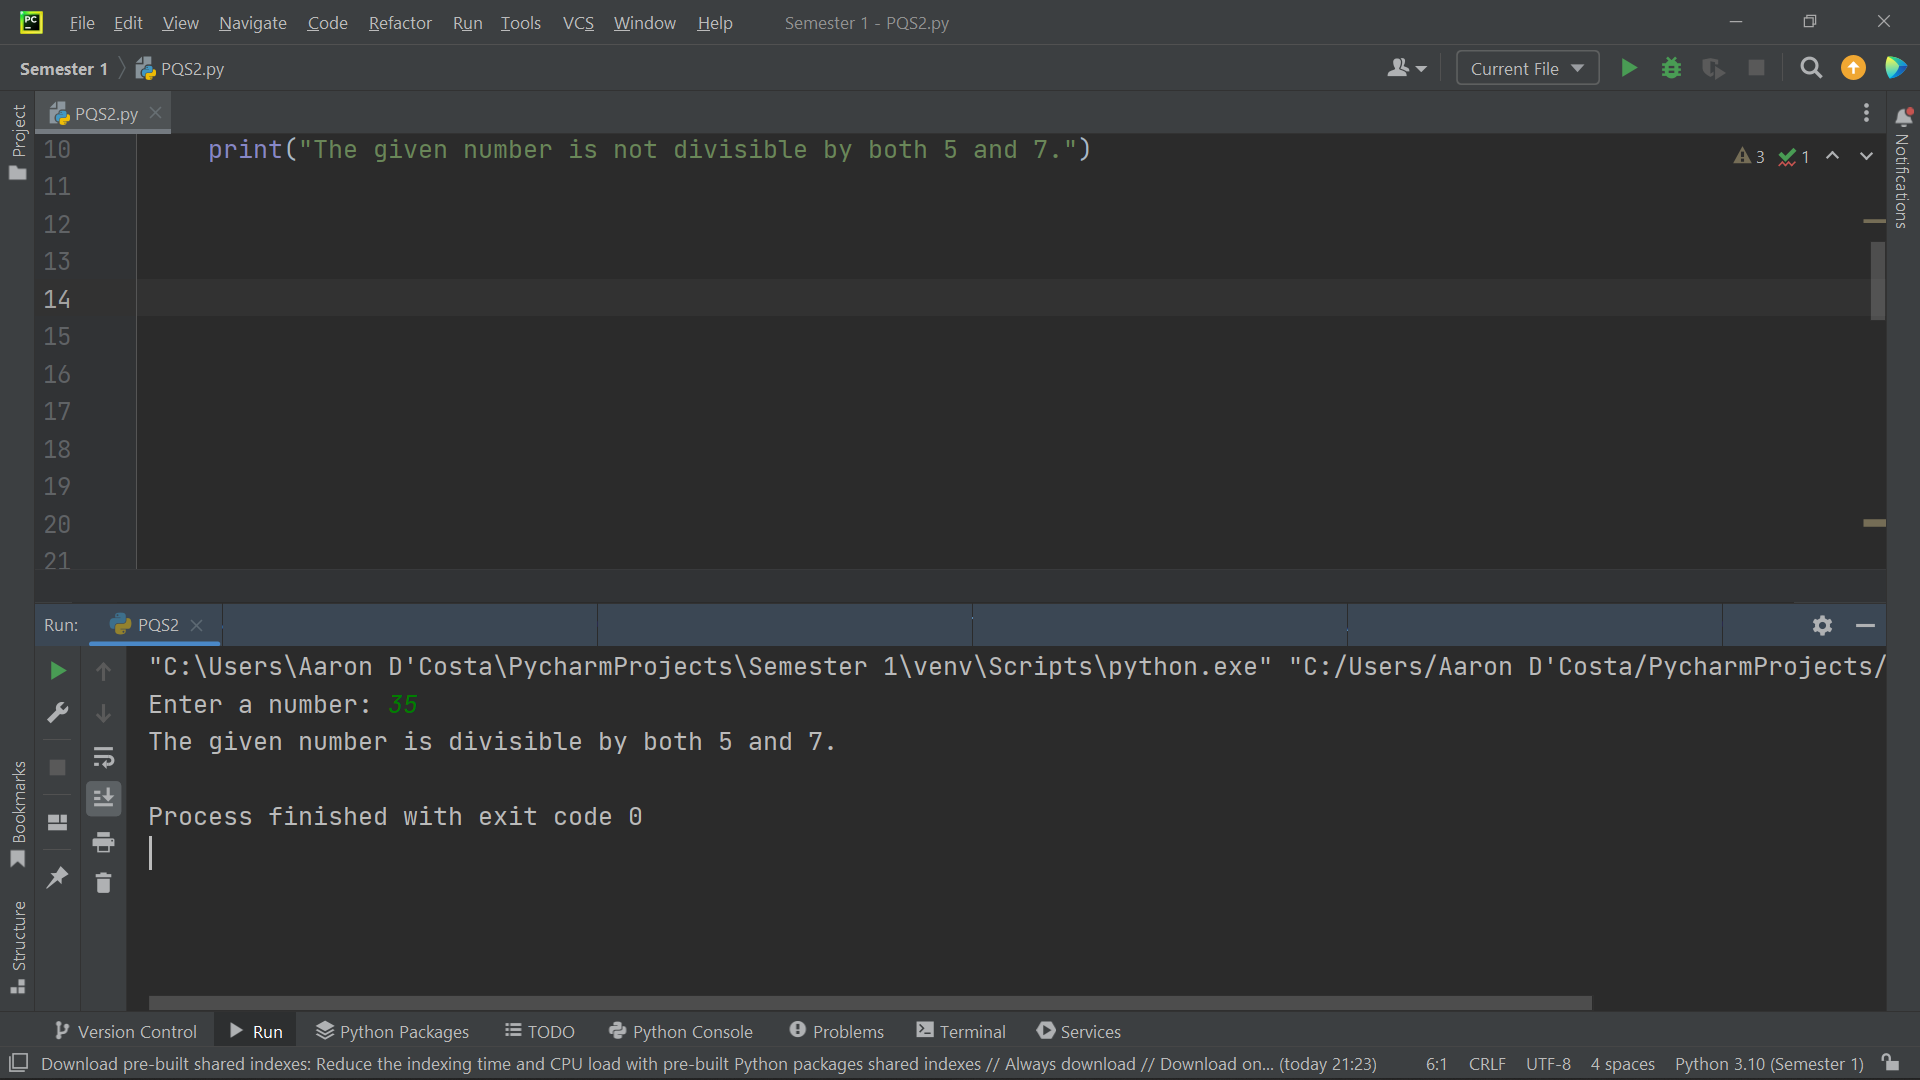 PC File Edit View Navigate Code Refactor Run Tools VCS Window Help Semester 1 - PQS2.py
Semester 1 PQS2.py Current File
Project
PQS2.py
Notifications
10 print("The given number is not divisible by both 5 and 7.") 3 1
11
12
13
14
15
16
17
18
19
20
21
Run: PQS2
"C:\Users\Aaron D'Costa\PycharmProjects\Semester 1\venv\Scripts\python.exe" "C:/Users/Aaron D'Costa/PycharmProjects/
Enter a number: 35
The given number is divisible by both 5 and 7.
Process finished with exit code 0
Bookmarks
Structure
Version Control Run Python Packages TODO Python Console Problems Terminal Services
Download pre-built shared indexes: Reduce the indexing time and CPU load with pre-built Python packages shared indexes // Always download // Download on... (today 21:23) 6:1 CRLF UTF-8 4 spaces Python 3.10 (Semester 1)